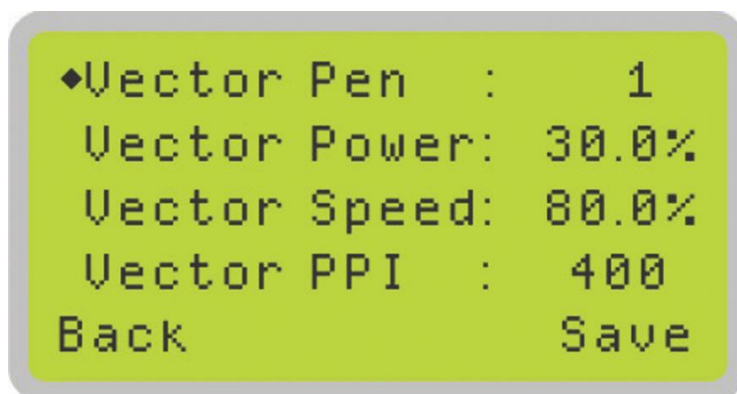 ◆Vector Pen : 1
Vector Power: 30.0%
Vector Speed: 80.0%
Vector PPI : 400
Back Save